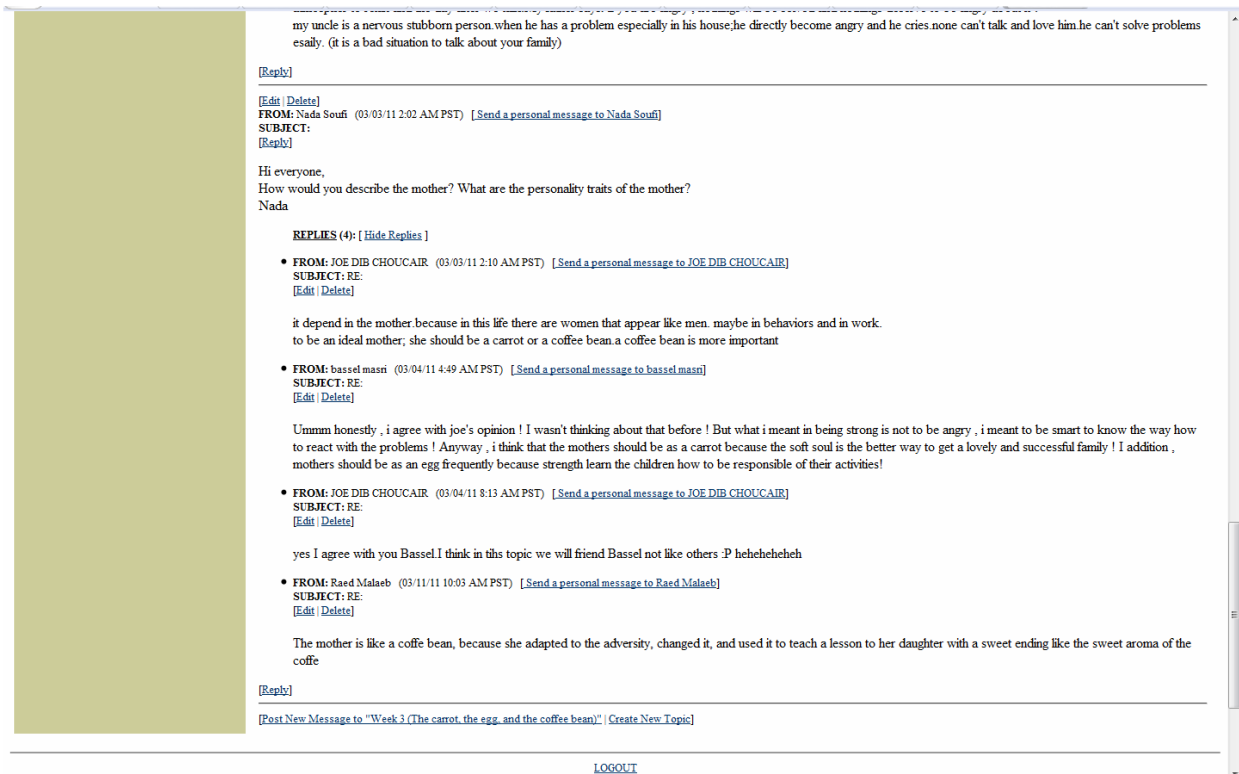 my uncle is a nervous stubborn person.when he has a problem especially in his house;he directly become angry and he cries.none can't talk and love him.he can't solve problems
esaily. (it is a bad situation to talk about your family)
[Reply]
[Edit | Delete]
FROM: Nada Soufi (03/03/11 2:02 AM PST) [ Send a personal message to Nada Soufi]
SUBJECT:
[Reply]
Hi everyone,
How would you describe the mother? What are the personality traits of the mother?
Nada
REPLIES (4): [ Hide Replies ]
• FROM: JOE DIB CHOUCAIR (03/03/11 2:10 AM PST) [ Send a personal message to JOE DIB CHOUCAIR]
SUBJECT: RE:
[Edit | Delete]
it depend in the mother.because in this life there are women that appear like men. maybe in behaviors and in work.
to be an ideal mother; she should be a carrot or a coffee bean.a coffee bean is more important
• FROM: bassel masri (03/04/11 4:49 AM PST) [ Send a personal message to bassel masri]
SUBJECT: RE:
[Edit | Delete]
Ummm honestly , i agree with joe's opinion ! I wasn't thinking about that before ! But what i meant in being strong is not to be angry , i meant to be smart to know the way how
to react with the problems ! Anyway , i think that the mothers should be as a carrot because the soft soul is the better way to get a lovely and successful family ! I addition ,
mothers should be as an egg frequently because strength learn the children how to be responsible of their activities!
• FROM: JOE DIB CHOUCAIR (03/04/11 8:13 AM PST) [ Send a personal message to JOE DIB CHOUCAIR]
SUBJECT: RE:
[Edit | Delete]
yes I agree with you Bassel.I think in tihs topic we will friend Bassel not like others :P heheheheheh
• FROM: Raed Malaeb (03/11/11 10:03 AM PST) [ Send a personal message to Raed Malaeb]
SUBJECT: RE:
[Edit | Delete]
The mother is like a coffe bean, because she adapted to the adversity, changed it, and used it to teach a lesson to her daughter with a sweet ending like the sweet aroma of the
coffe
[Reply]
[Post New Message to "Week 3 (The carrot, the egg, and the coffee bean)" | Create New Topic]
LOGOUT